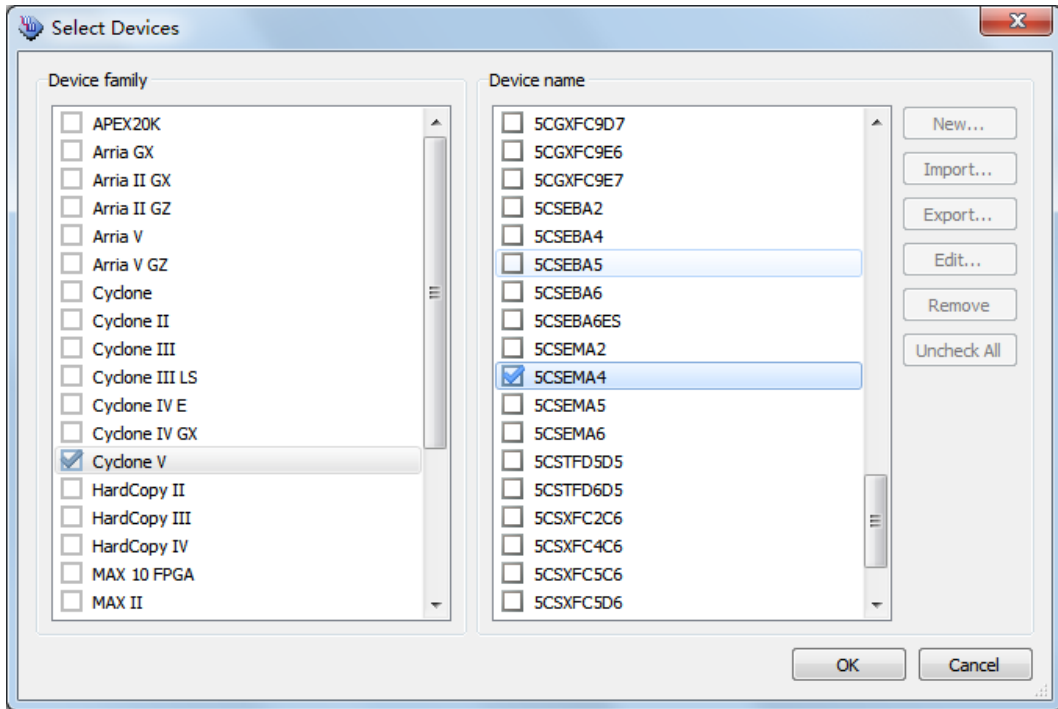 Select Devices
Device family
APEX20K
Arria GX
Arria II GX
Arria II GZ
Arria V
Arria V GZ
Cyclone
Cyclone II
Cyclone III
Cyclone III LS
Cyclone IV E
Cyclone IV GX
Cyclone V
HardCopy II
HardCopy III
HardCopy IV
MAX 10 FPGA
MAX II
Device name
5CGXFC9D7
5CGXFC9E6
5CGXFC9E7
5CSEBA2
5CSEBA4
5CSEBA5
5CSEBA6
5CSEBA6ES
5CSEMA2
5CSEMA4
5CSEMA5
5CSEMA6
5CSTFD5D5
5CSTFD6D5
5CSXFC2C6
5CSXFC4C6
5CSXFC5C6
5CSXFC5D6
New...
Import...
Export...
Edit...
Remove
Uncheck All
OK
Cancel